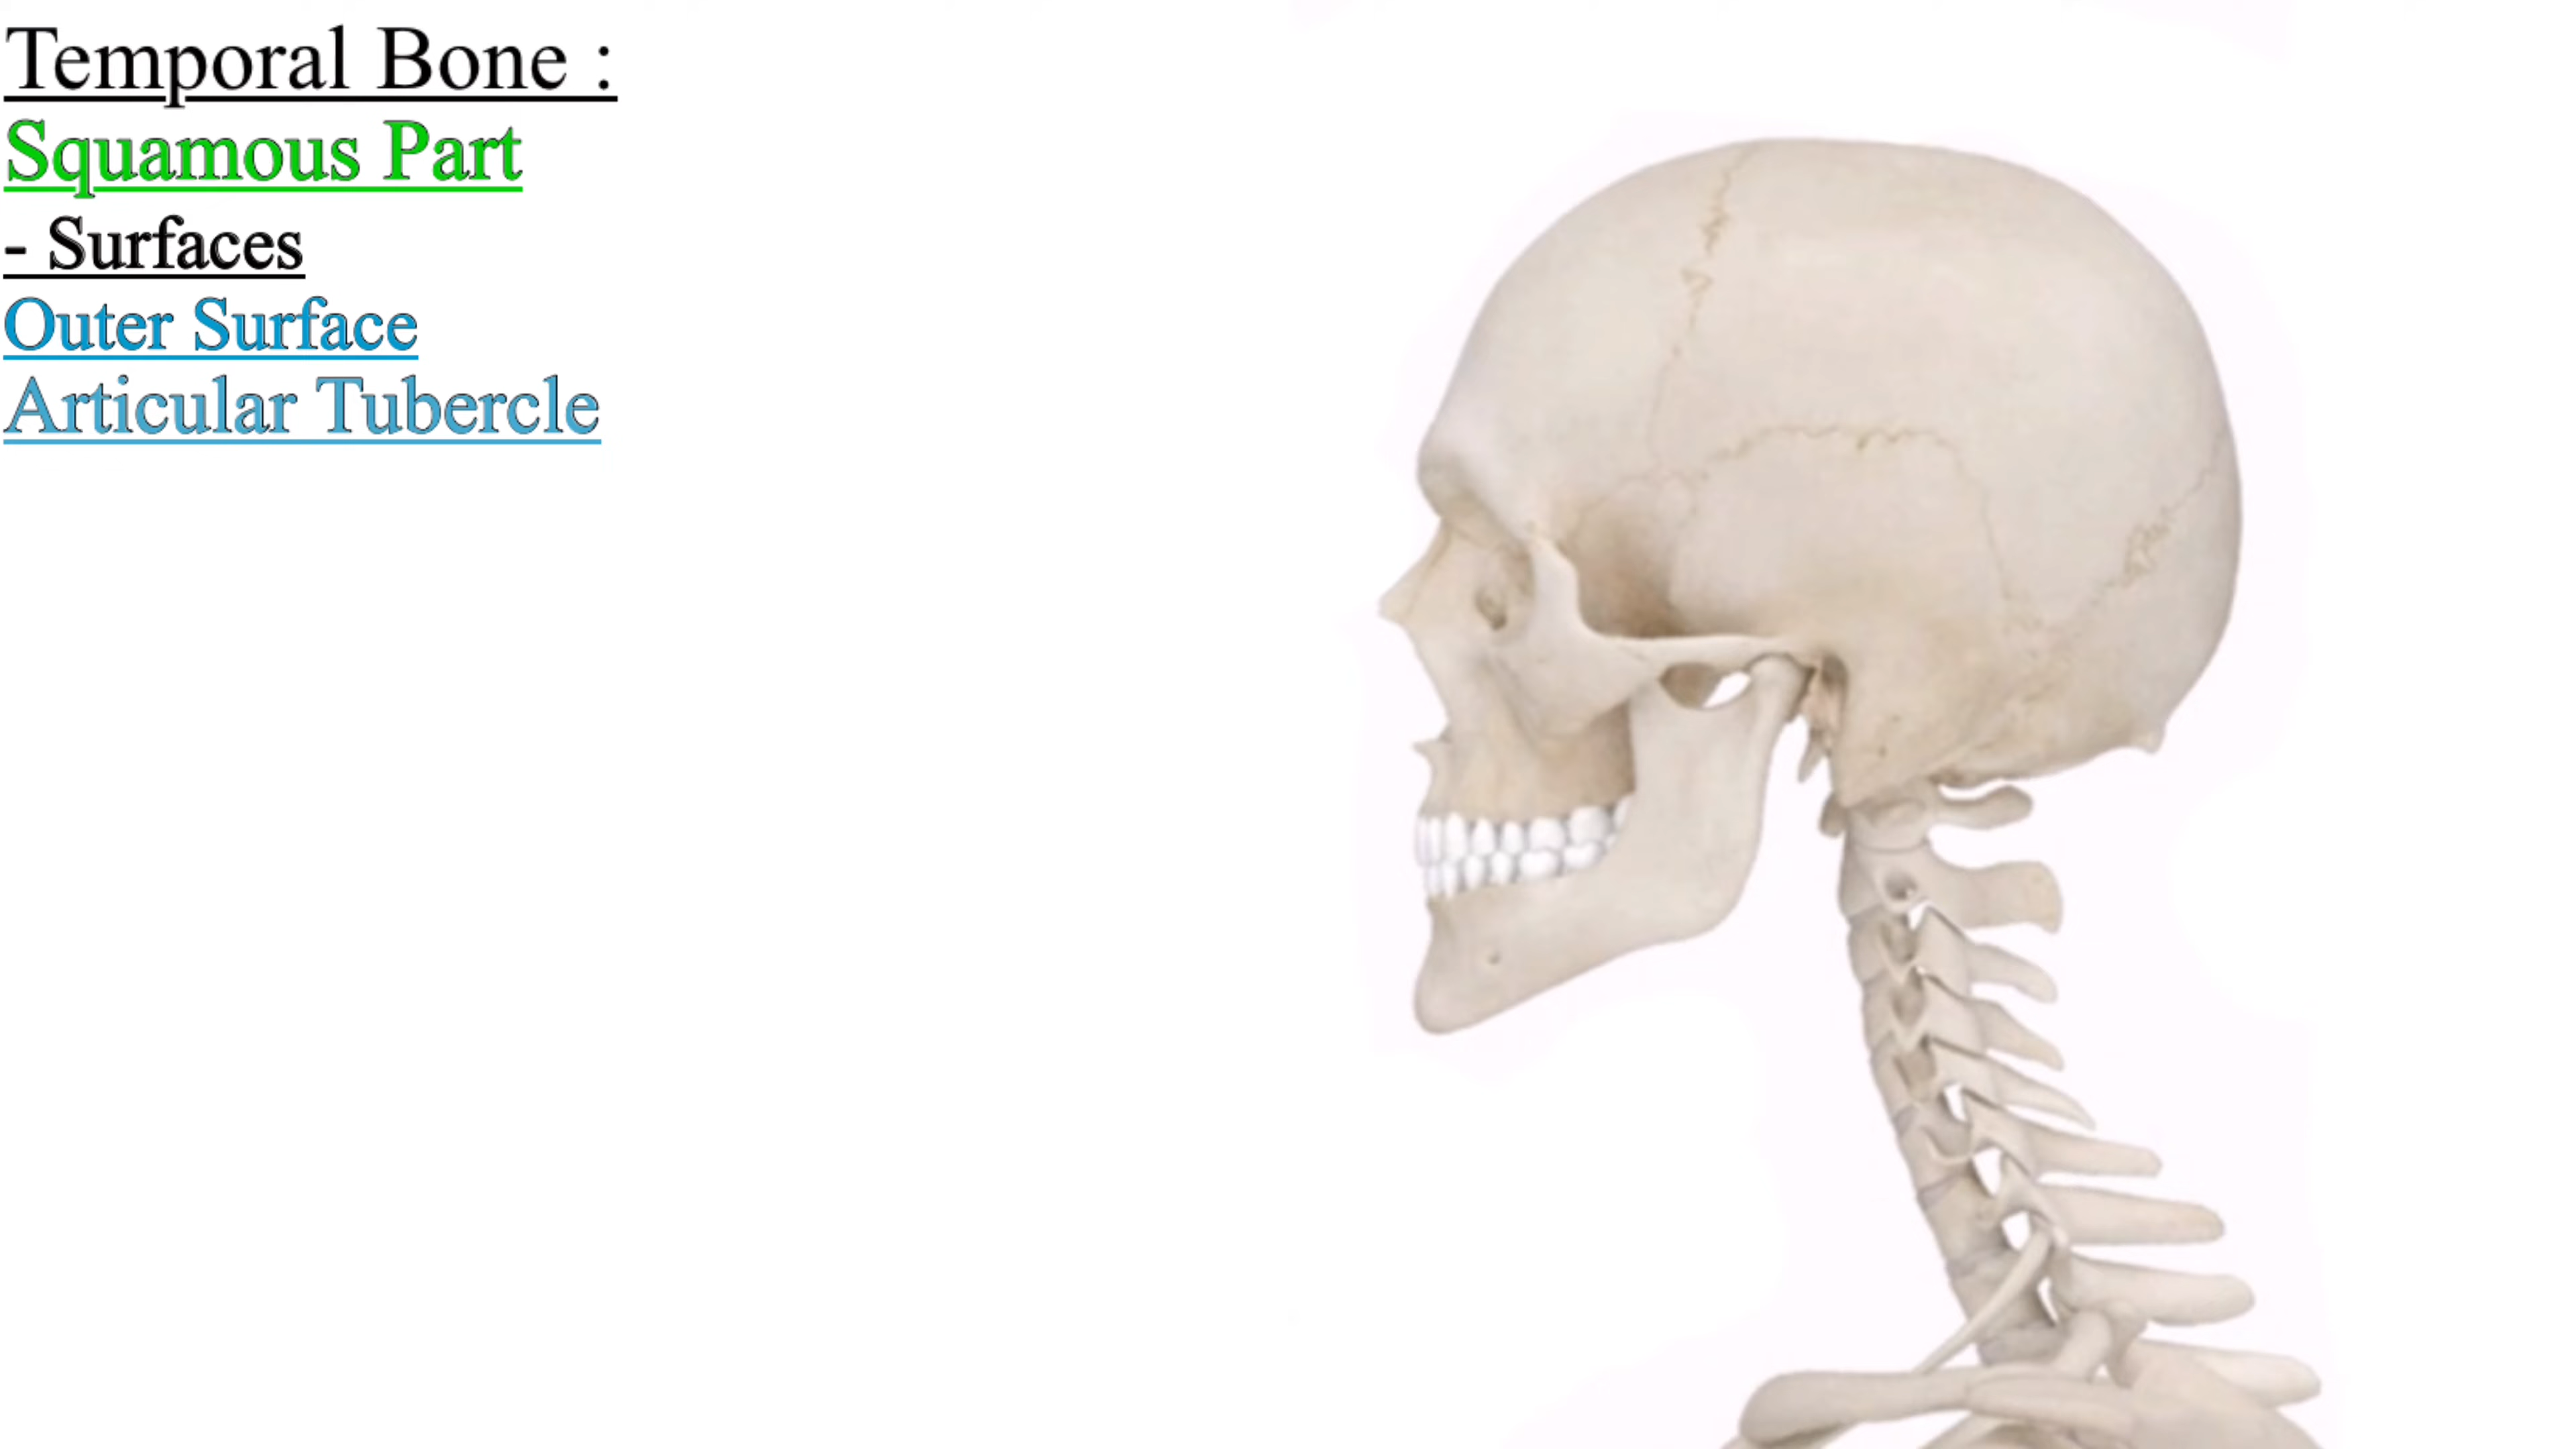 Temporal Bone :
Squamous Part
- Surfaces
Outer Surface
Articular Tubercle